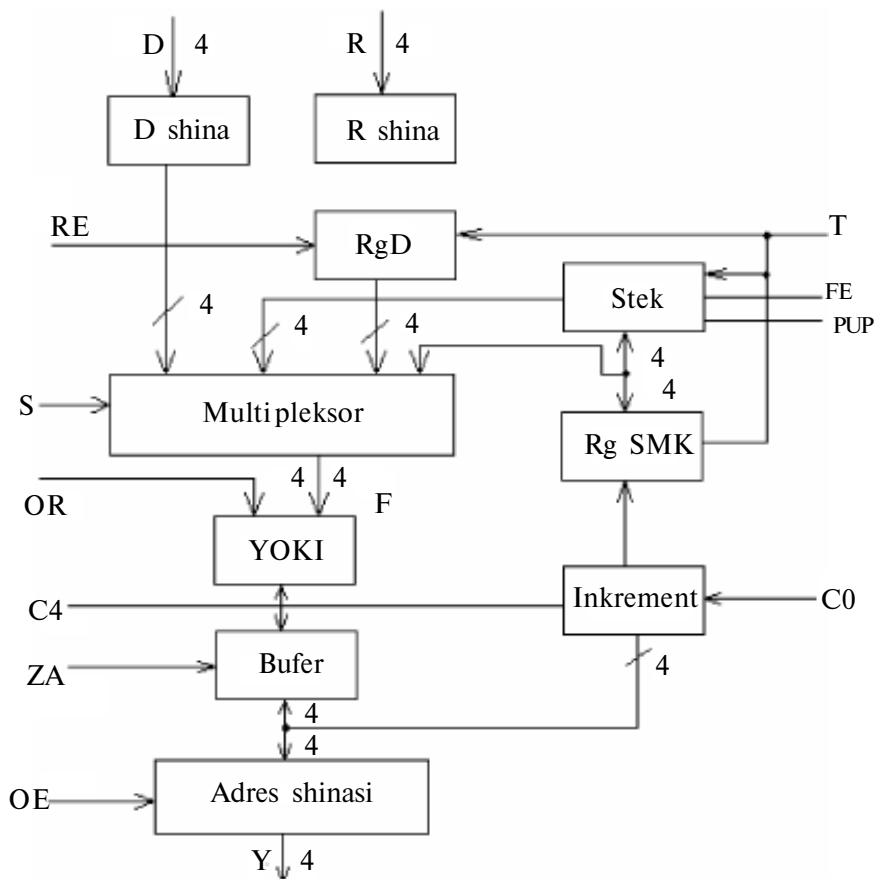 D 4 R 4
D shina R shina
RE RgD T
4 4 4 Stek FE
PUP
4
4
S Multipleksor
Rg SMK
4 4 F
OR
YOKI
C4 Inkrement C0
ZA Bufer 4
4
4
OE Adres shinasi
Y 4